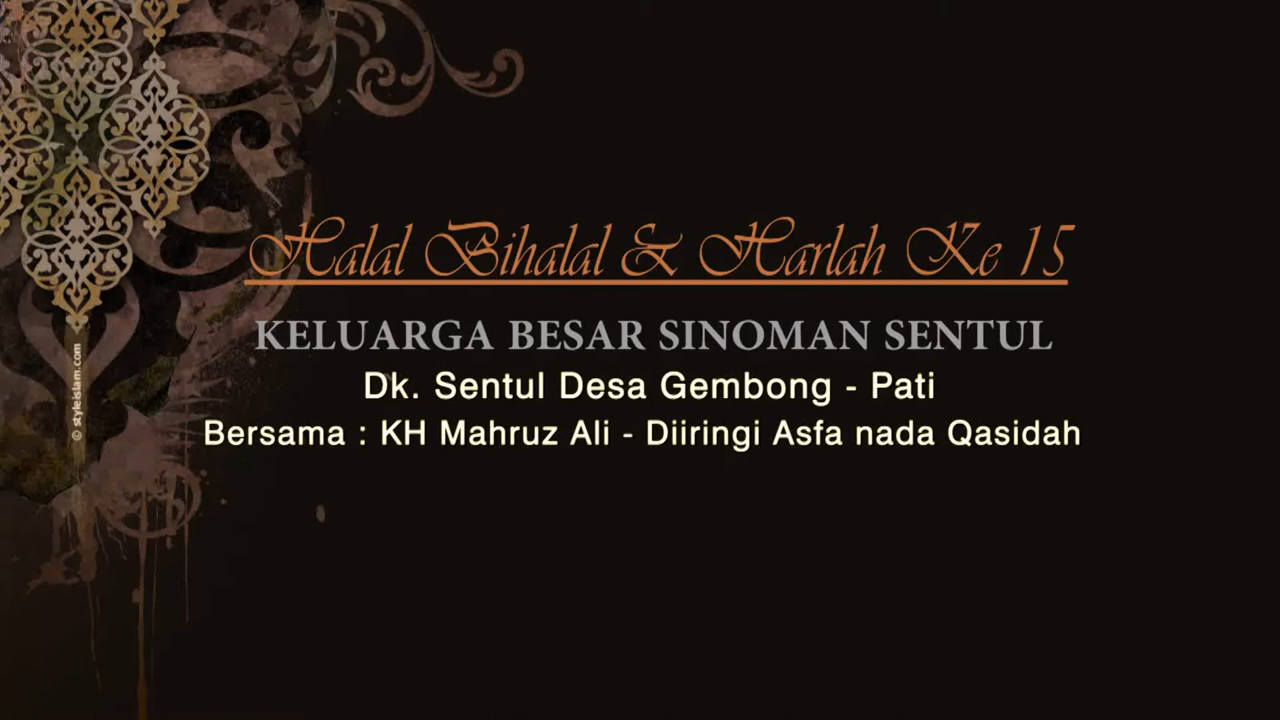 Halal Bihalal & Harlah Ke 15
KELUARGA BESAR SINOMAN SENTUL
Dk. Sentul Desa Gembong - Pati
Bersama : KH Mahruz Ali - Diiringi Asfa nada Qasidah
© styleislam.com